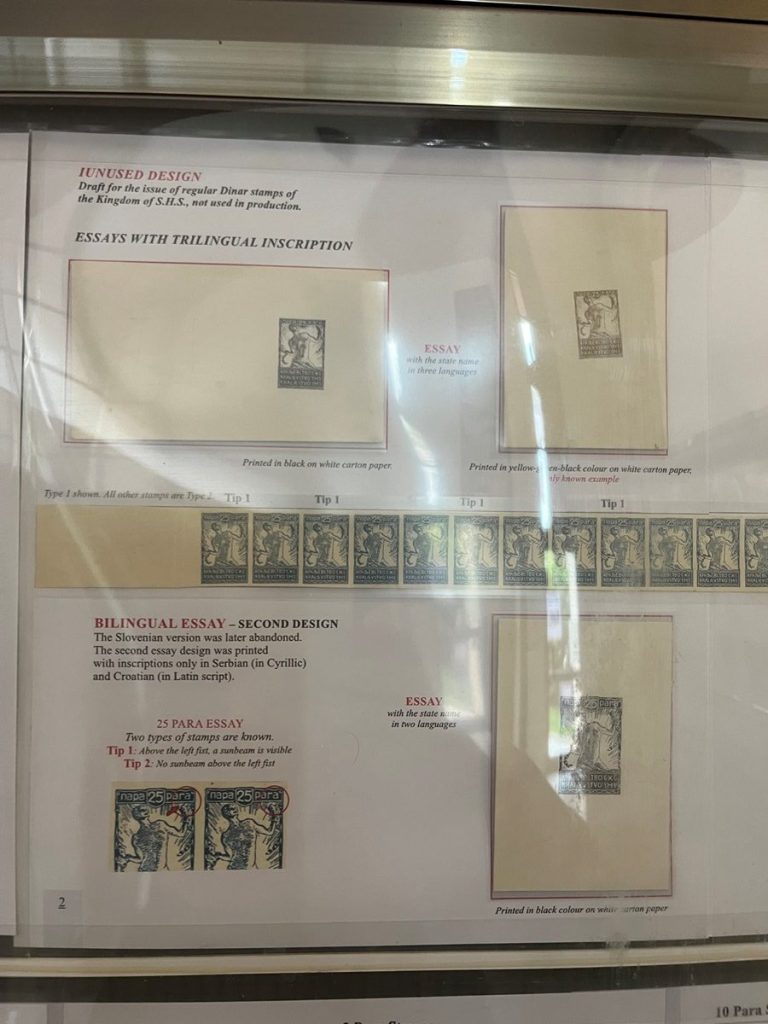 IUNUSED DESIGN
Draft for the issue of regular Dinar stamps of
the Kingdom of S.H.S., not used in production.
ESSAYS WITH TRILINGUAL INSCRIPTION
ESSAY
with the state name
in three languages
Printed in black on white carton paper.
Printed in yellow-green-black colour on white carton paper,
only known example
Type 1 shown. All other stamps are Type 2.
Tip 1
Tip 1
Tip 1
Tip 1
BILINGUAL ESSAY – SECOND DESIGN
The Slovenian version was later abandoned.
The second essay design was printed
with inscriptions only in Serbian (in Cyrillic)
and Croatian (in Latin script).
ESSAY
with the state name
in two languages
25 PARA ESSAY
Two types of stamps are known.
Tip 1: Above the left fist, a sunbeam is visible
Tip 2: No sunbeam above the left fist
пара 25 para
пара 25 para
Printed in black colour on white carton paper
2
10 Para